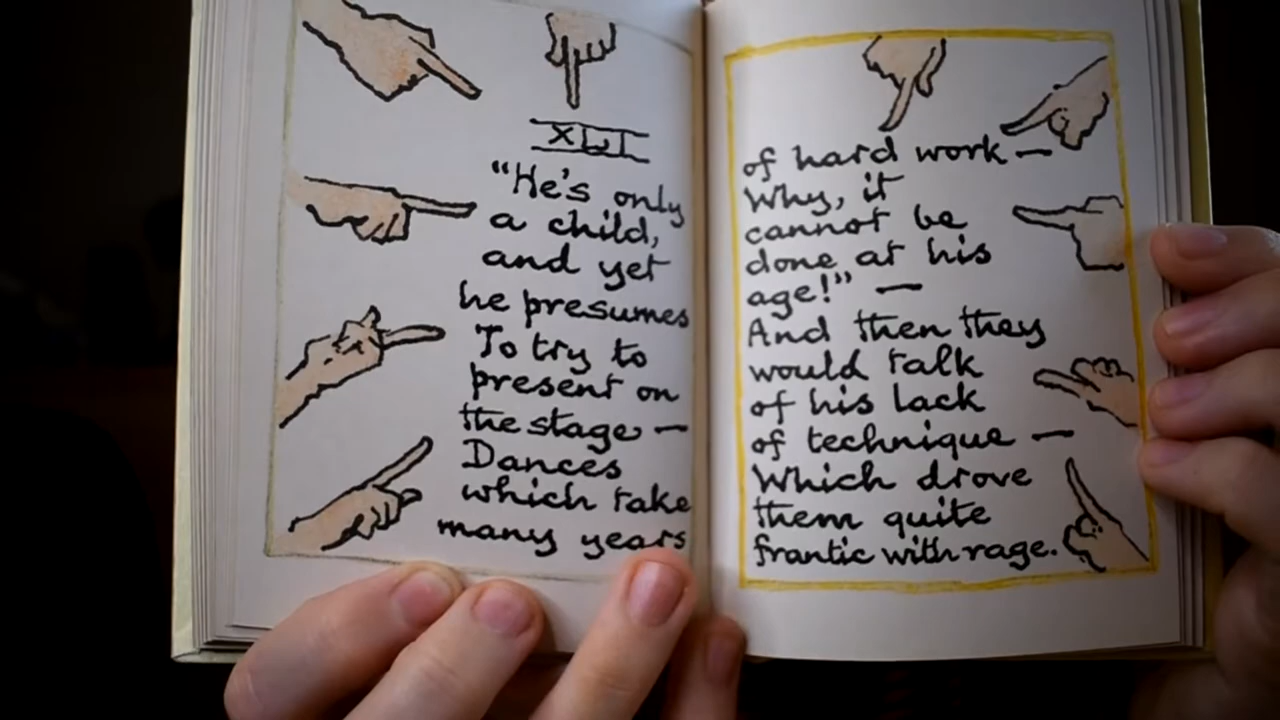 XLI
"He's only
a child,
and yet
he presumes
To try to
present on
the stage —
Dances
which take
many years
of hard work —
Why, it
cannot be
done at his
age!" —
And then they
would talk
of his lack
of technique —
Which drove
them quite
frantic with rage.